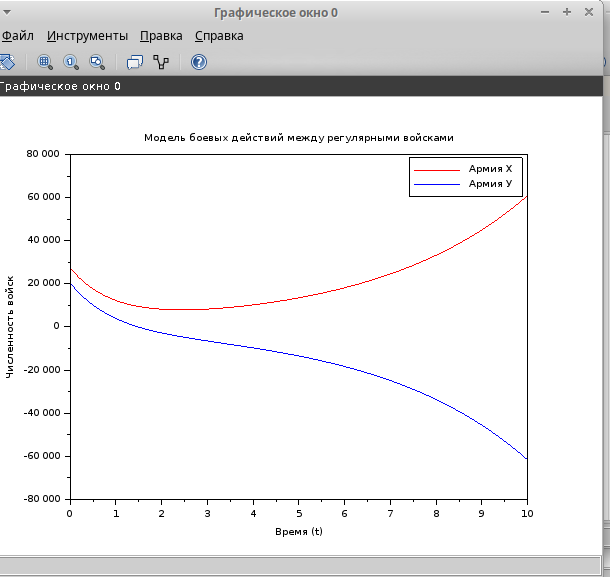 Графическое окно 0
Файл Инструменты Правка Справка
Графическое окно 0
Модель боевых действий между регулярными войсками
80 000
60 000
40 000
20 000
0
-20 000
-40 000
-60 000
-80 000
Численность войск
Армия X
Армия У
0 1 2 3 4 5 6 7 8 9 10
Время (t)